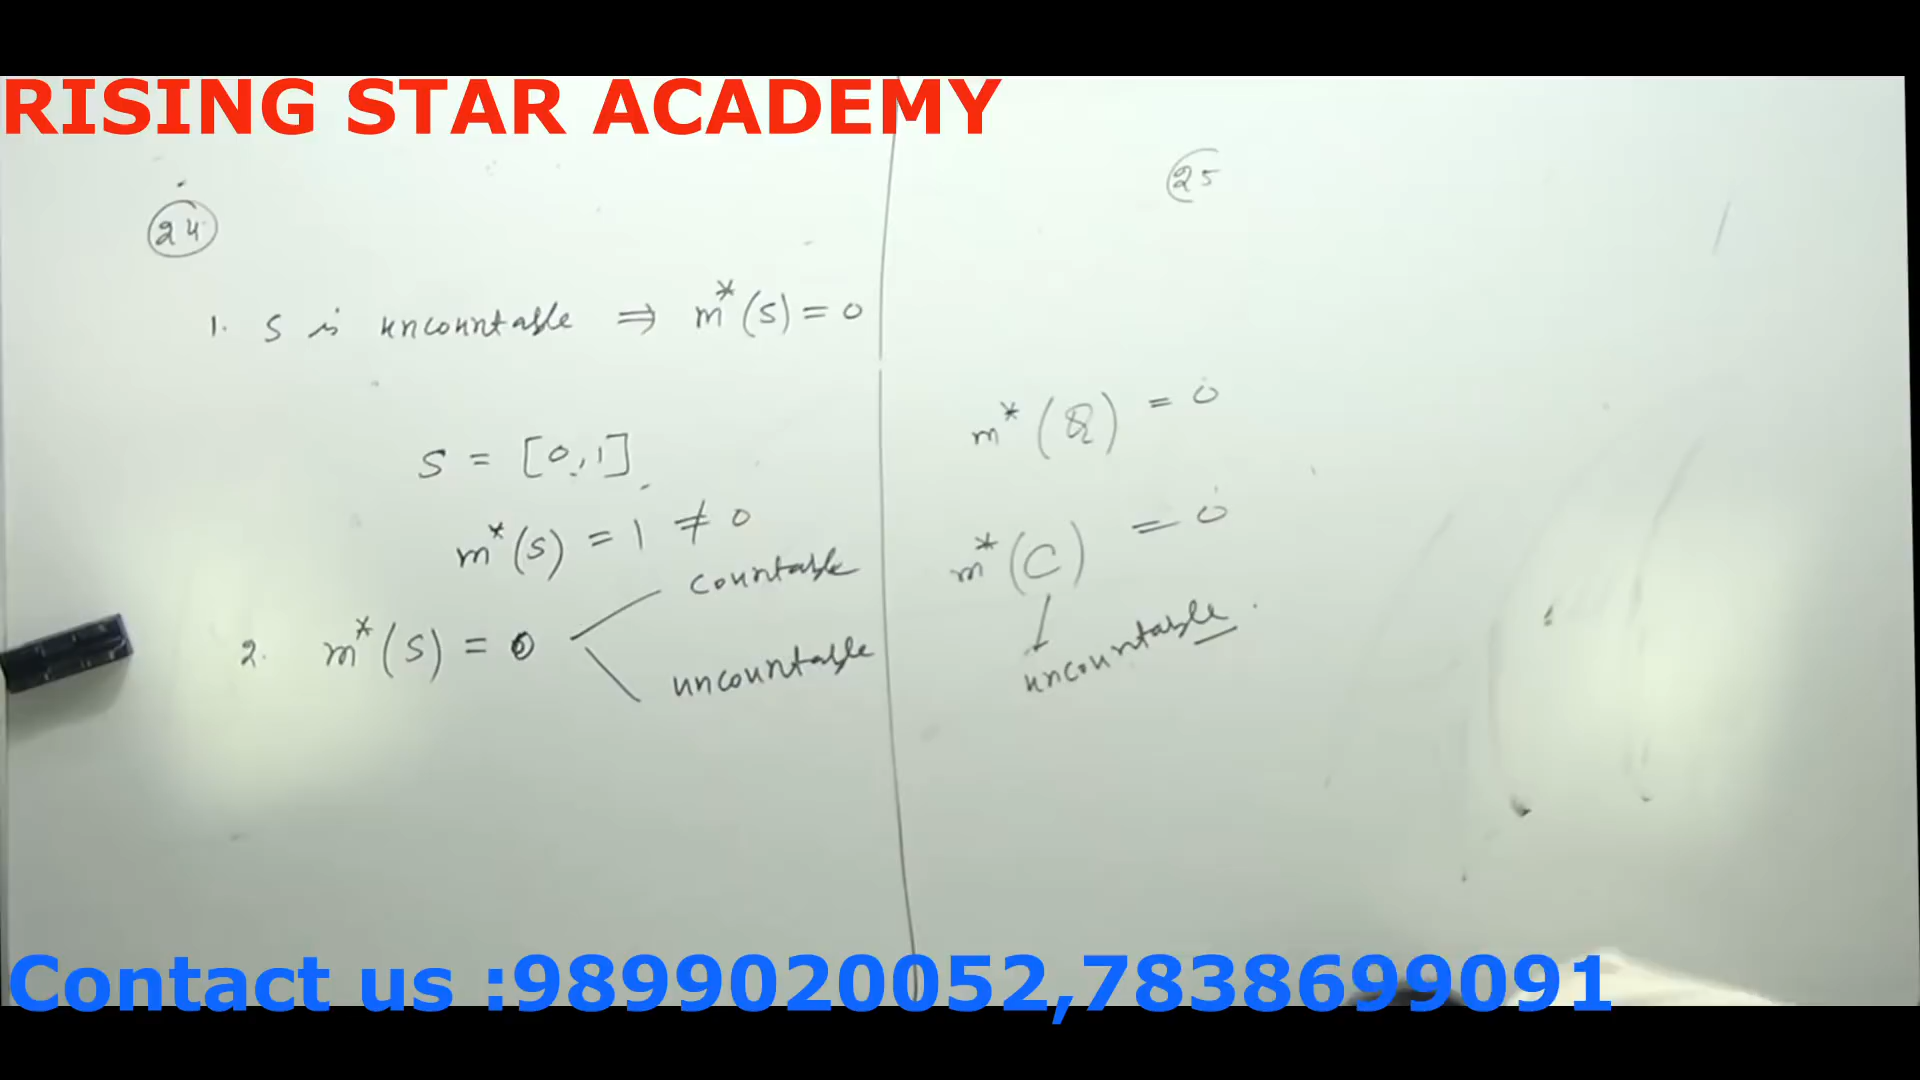 RISING STAR ACADEMY
24
1. S is uncountable ⇒ m*(S) = 0
S = [0,1]
m*(S) = 1 ≠ 0
2. m*(S) = 0
countable
uncountable
25
m*(Q) = 0
m*(C) = 0
uncountable.
Contact us :9899020052,7838699091